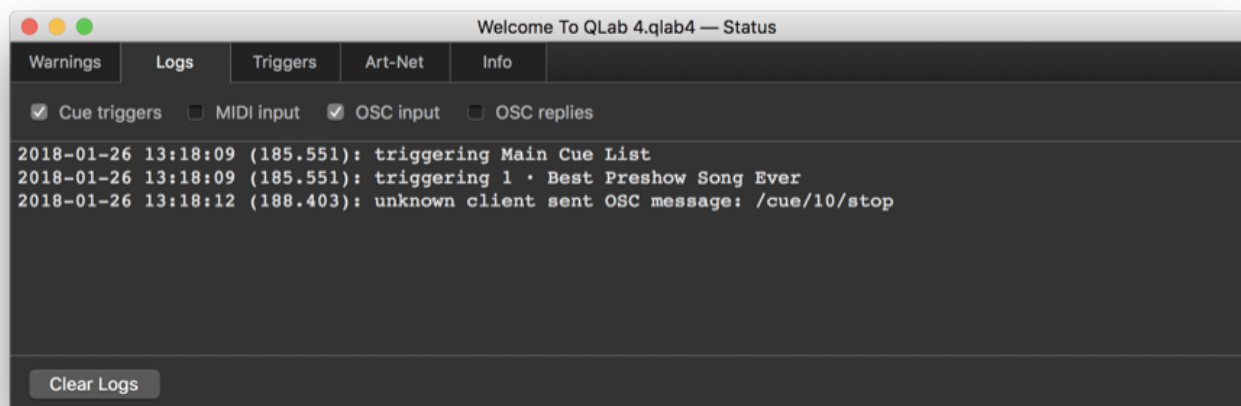 Welcome To QLab 4.qlab4 — Status
Warnings Logs Triggers Art-Net Info
Cue triggers MIDI input OSC input OSC replies
2018-01-26 13:18:09 (185.551): triggering Main Cue List
2018-01-26 13:18:09 (185.551): triggering 1 · Best Preshow Song Ever
2018-01-26 13:18:12 (188.403): unknown client sent OSC message: /cue/10/stop
Clear Logs